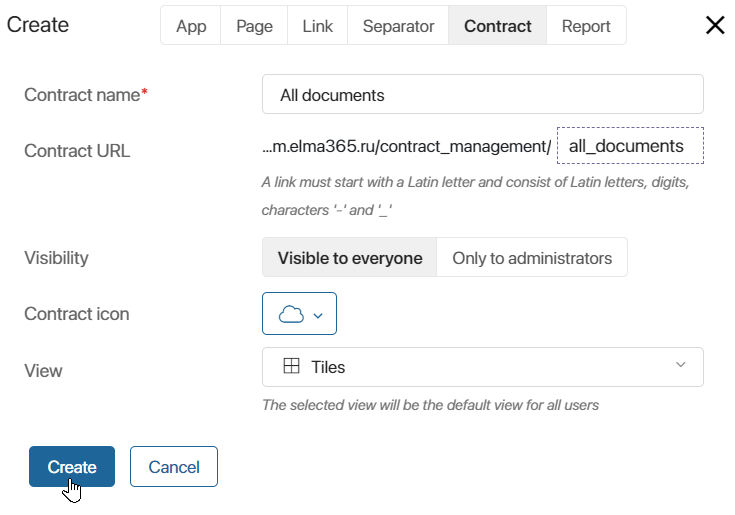 Create App Page Link Separator Contract Report
Contract name* All documents
Contract URL ...m.elma365.ru/contract_management/ all_documents
A link must start with a Latin letter and consist of Latin letters, digits,
characters '-' and '_'
Visibility Visible to everyone Only to administrators
Contract icon
View Tiles
The selected view will be the default view for all users
Create Cancel